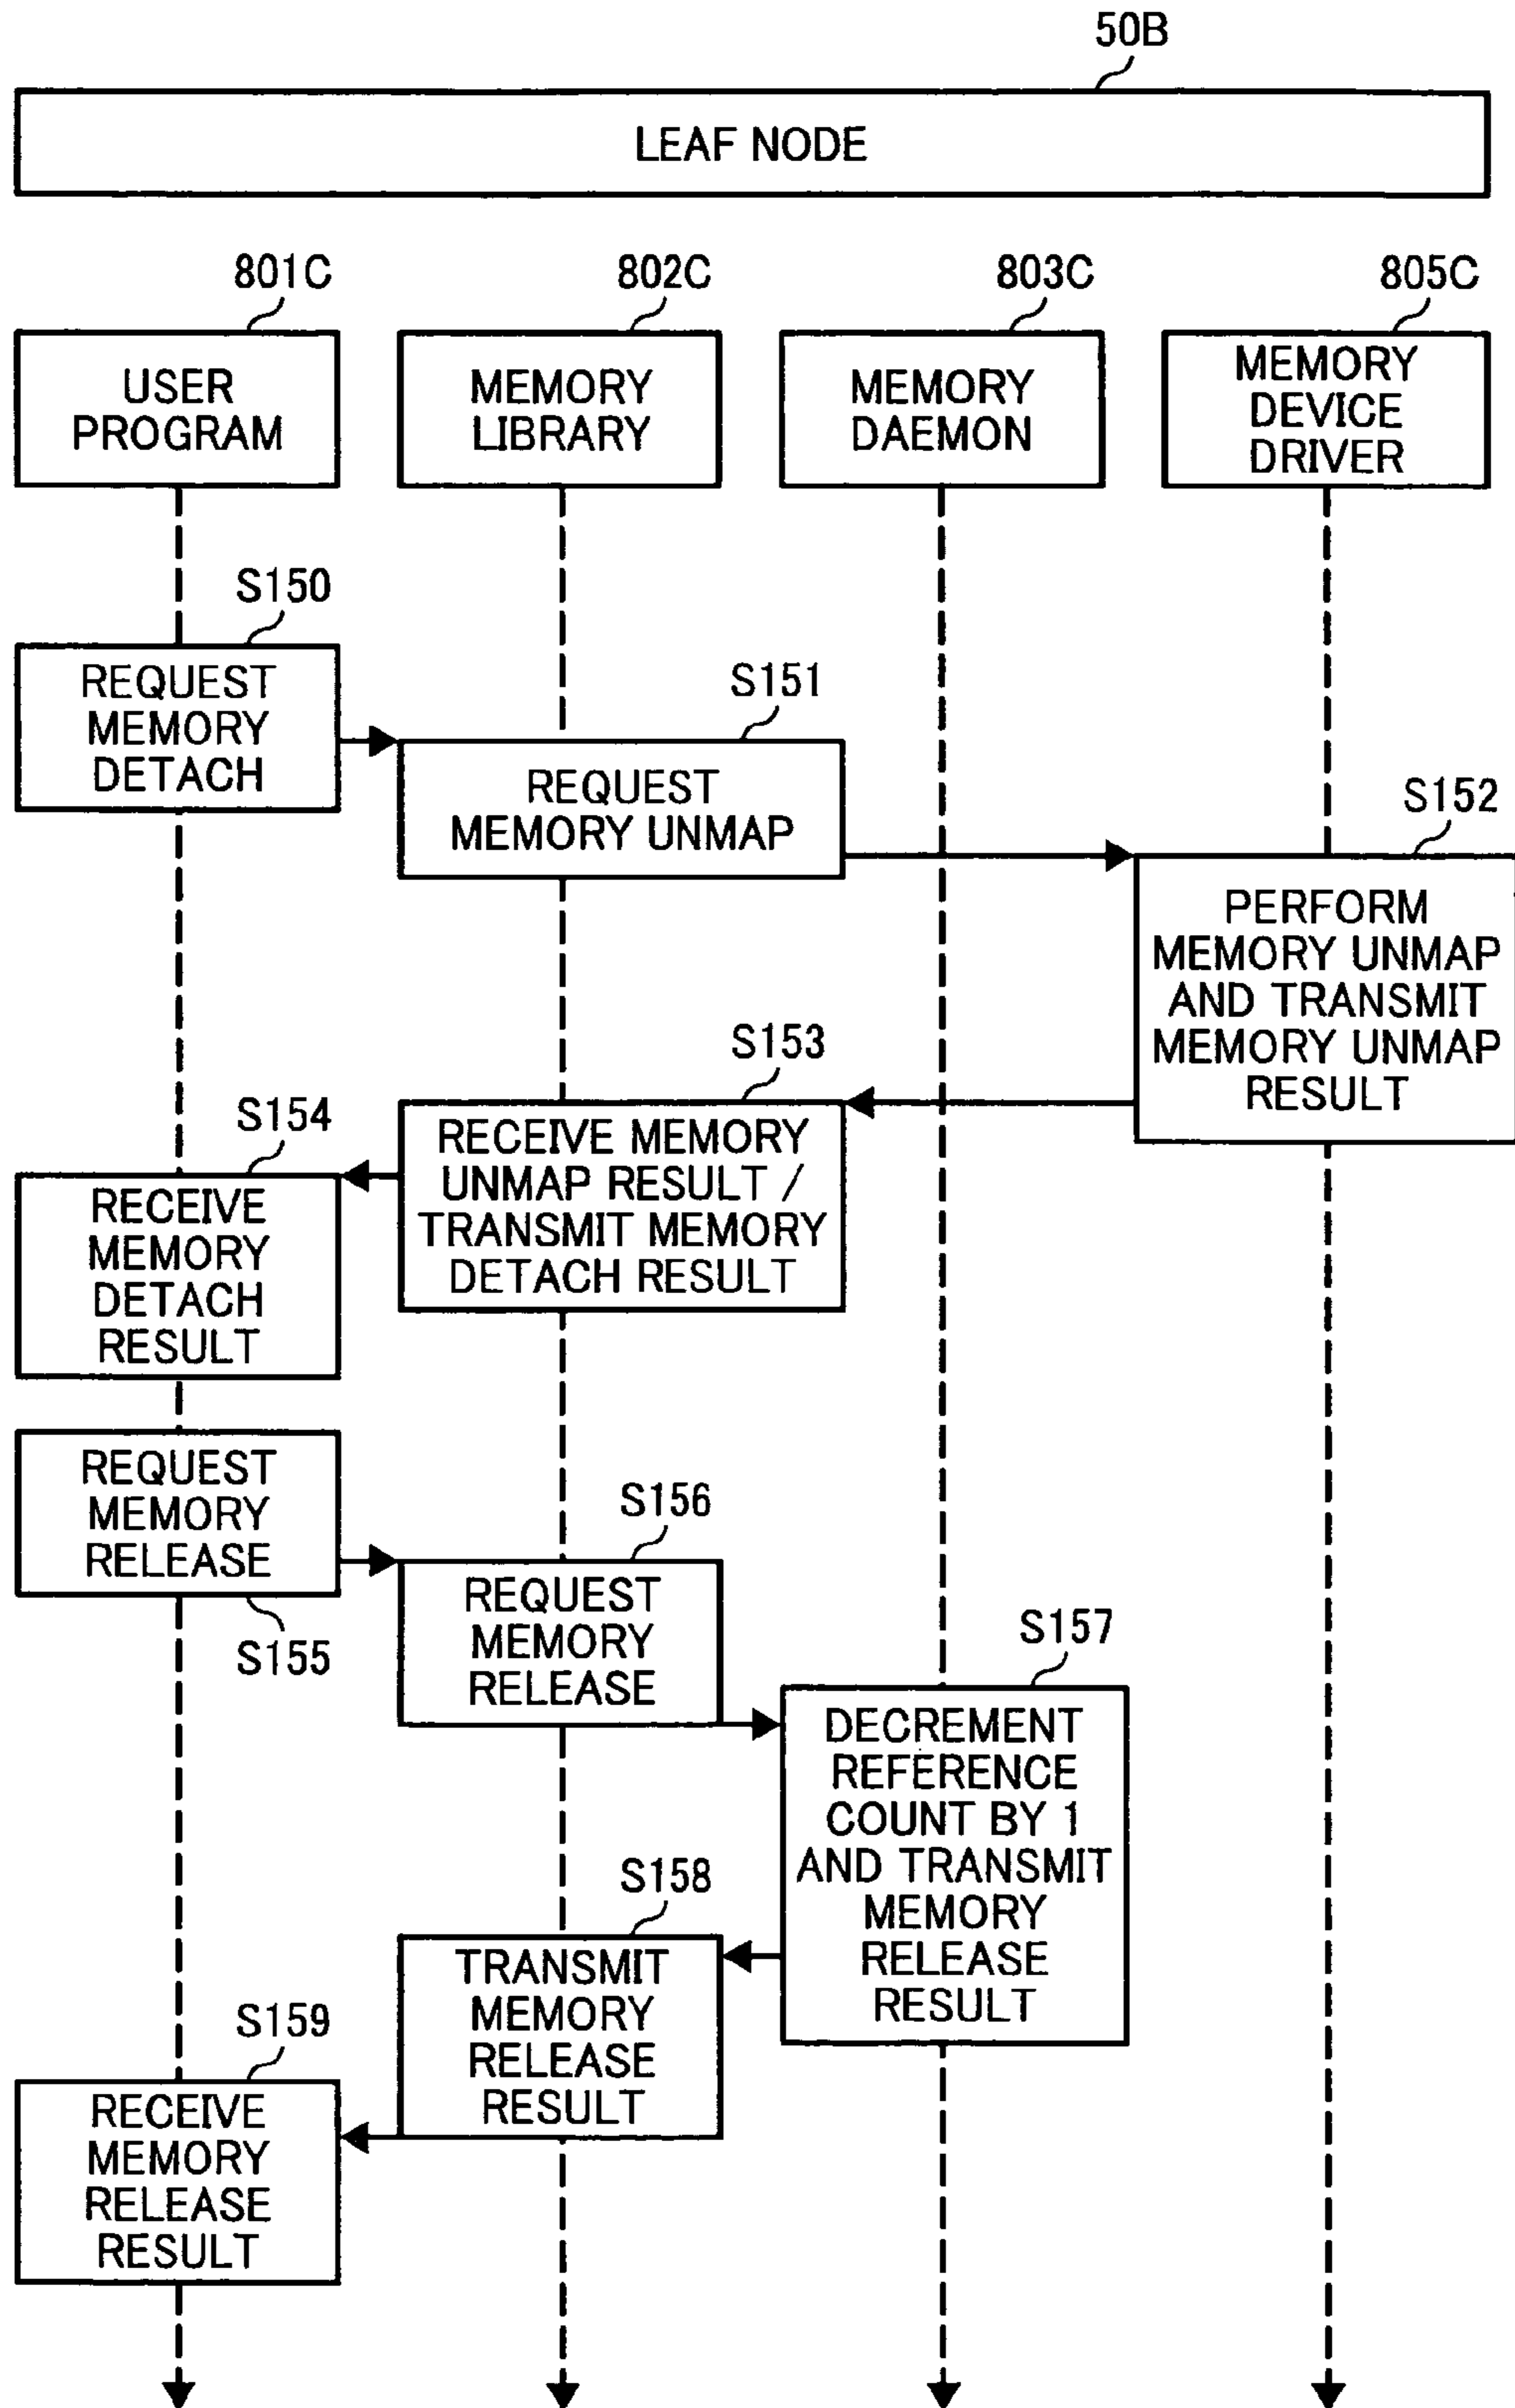 50B
LEAF NODE
801C
802C
803C
805C
USER
PROGRAM
MEMORY
LIBRARY
MEMORY
DAEMON
MEMORY
DEVICE
DRIVER
S150
REQUEST
MEMORY
DETACH
S151
REQUEST
MEMORY UNMAP
S152
PERFORM
MEMORY UNMAP
AND TRANSMIT
MEMORY UNMAP
RESULT
S153
RECEIVE MEMORY
UNMAP RESULT /
TRANSMIT MEMORY
DETACH RESULT
S154
RECEIVE
MEMORY
DETACH
RESULT
REQUEST
MEMORY
RELEASE
S155
S156
REQUEST
MEMORY
RELEASE
S157
DECREMENT
REFERENCE
COUNT BY 1
AND TRANSMIT
MEMORY
RELEASE
RESULT
S158
TRANSMIT
MEMORY
RELEASE
RESULT
S159
RECEIVE
MEMORY
RELEASE
RESULT